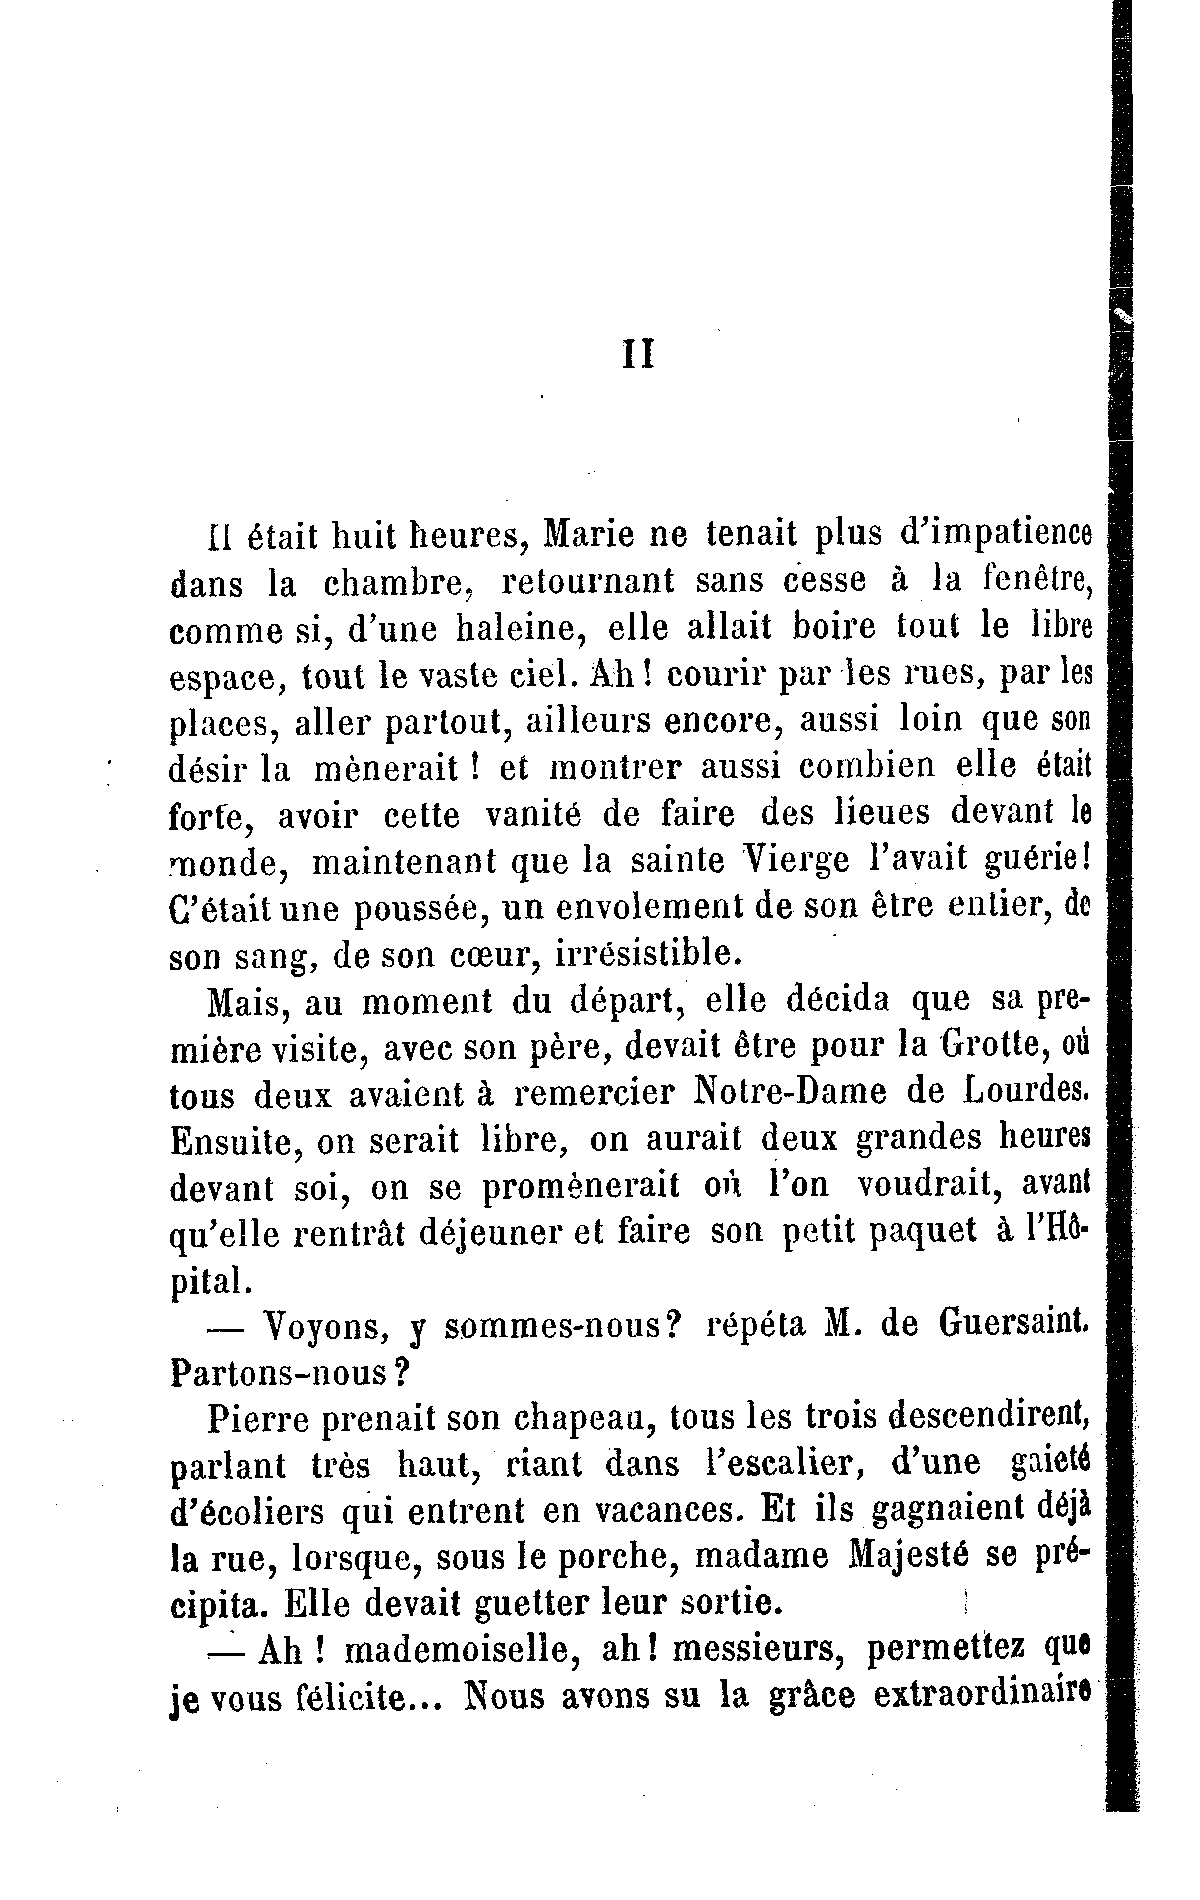 II
Il était huit heures, Marie ne tenait plus d'impatience
dans la chambre, retournant sans cesse à la fenêtre,
comme si, d'une haleine, elle allait boire tout le libre
espace, tout le vaste ciel. Ah ! courir par les rues, par les
places, aller partout, ailleurs encore, aussi loin que son
désir la mènerait ! et montrer aussi combien elle était
forte, avoir cette vanité de faire des lieues devant le
monde, maintenant que la sainte Vierge l'avait guérie!
C'était une poussée, un envolement de son être entier, de
son sang, de son cœur, irrésistible.
Mais, au moment du départ, elle décida que sa pre-
mière visite, avec son père, devait être pour la Grotte, où
tous deux avaient à remercier Notre-Dame de Lourdes.
Ensuite, on serait libre, on aurait deux grandes heures
devant soi, on se promènerait où l'on voudrait, avant
qu'elle rentrât déjeuner et faire son petit paquet à l'Hô-
pital.
— Voyons, y sommes-nous? répéta M. de Guersaint.
Partons-nous ?
Pierre prenait son chapeau, tous les trois descendirent,
parlant très haut, riant dans l'escalier, d'une gaieté
d'écoliers qui entrent en vacances. Et ils gagnaient déjà
la rue, lorsque, sous le porche, madame Majesté se pré-
cipita. Elle devait guetter leur sortie.
— Ah ! mademoiselle, ah! messieurs, permettez que
je vous félicite... Nous avons su la grâce extraordinaire